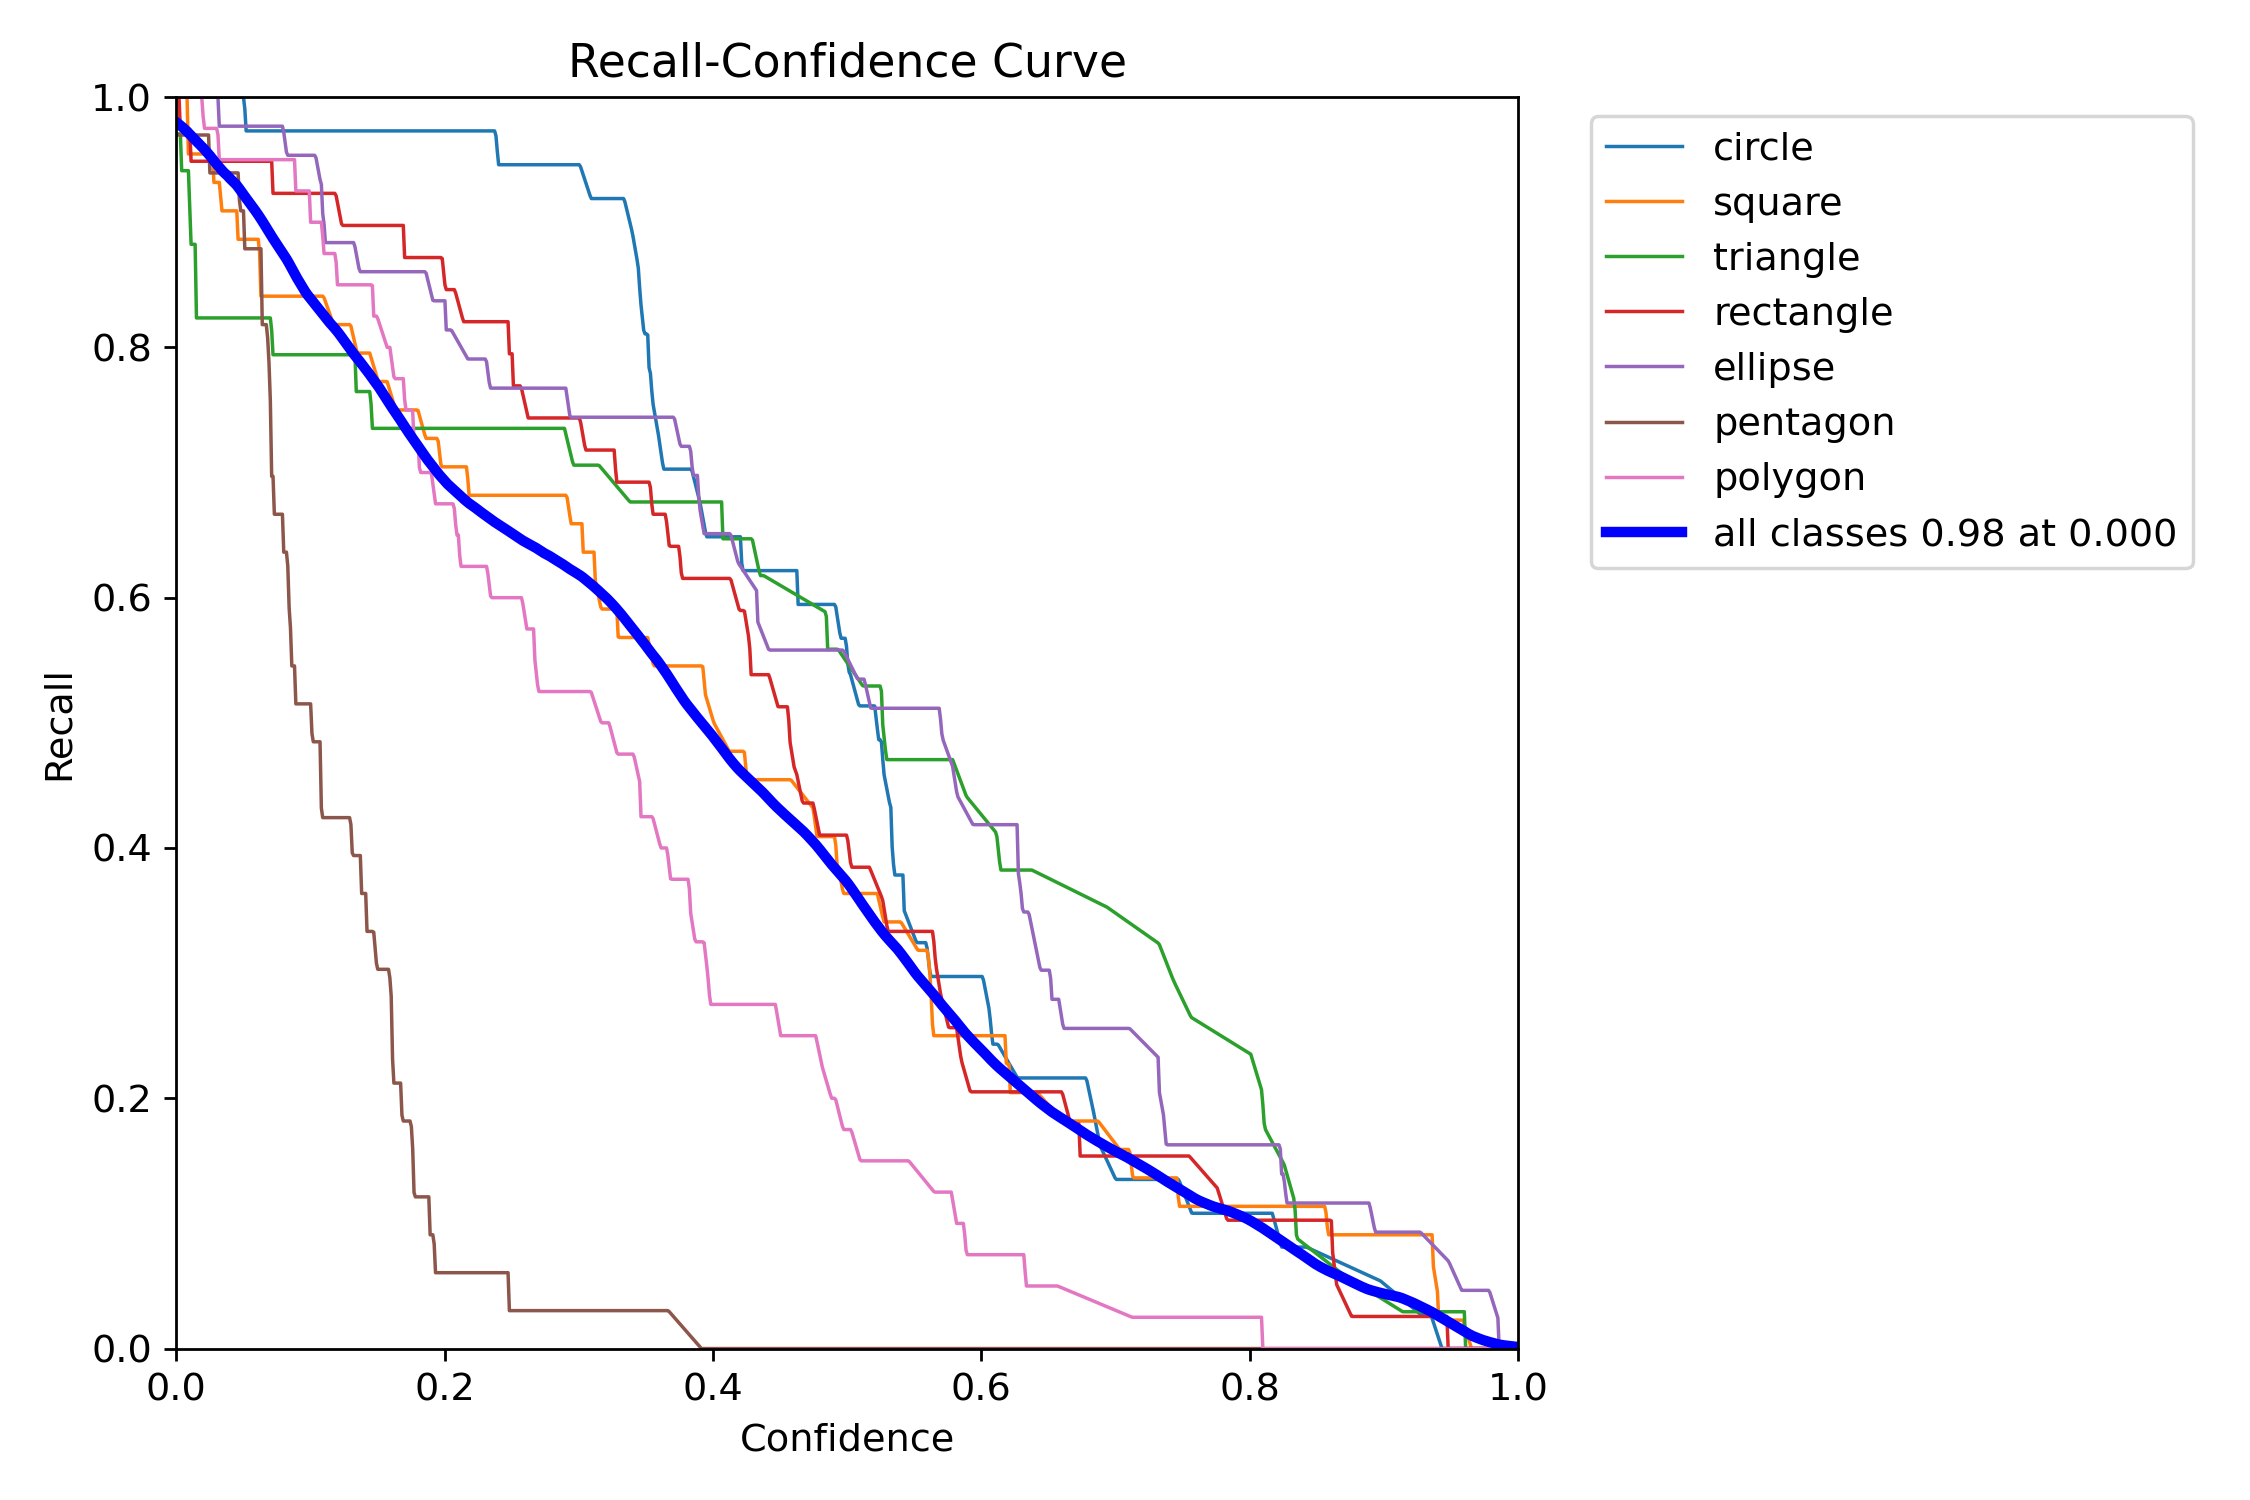 Recall-Confidence Curve
1.0
0.8
0.6
0.4
0.2
0.0
Recall
0.0 0.2 0.4 0.6 0.8 1.0
Confidence
circle
square
triangle
rectangle
ellipse
pentagon
polygon
all classes 0.98 at 0.000